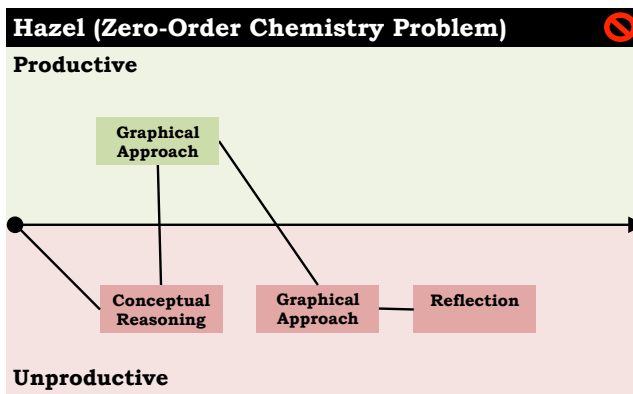 Hazel (Zero-Order Chemistry Problem)
Productive
Graphical
Approach
Conceptual
Reasoning
Graphical
Approach
Reflection
Unproductive